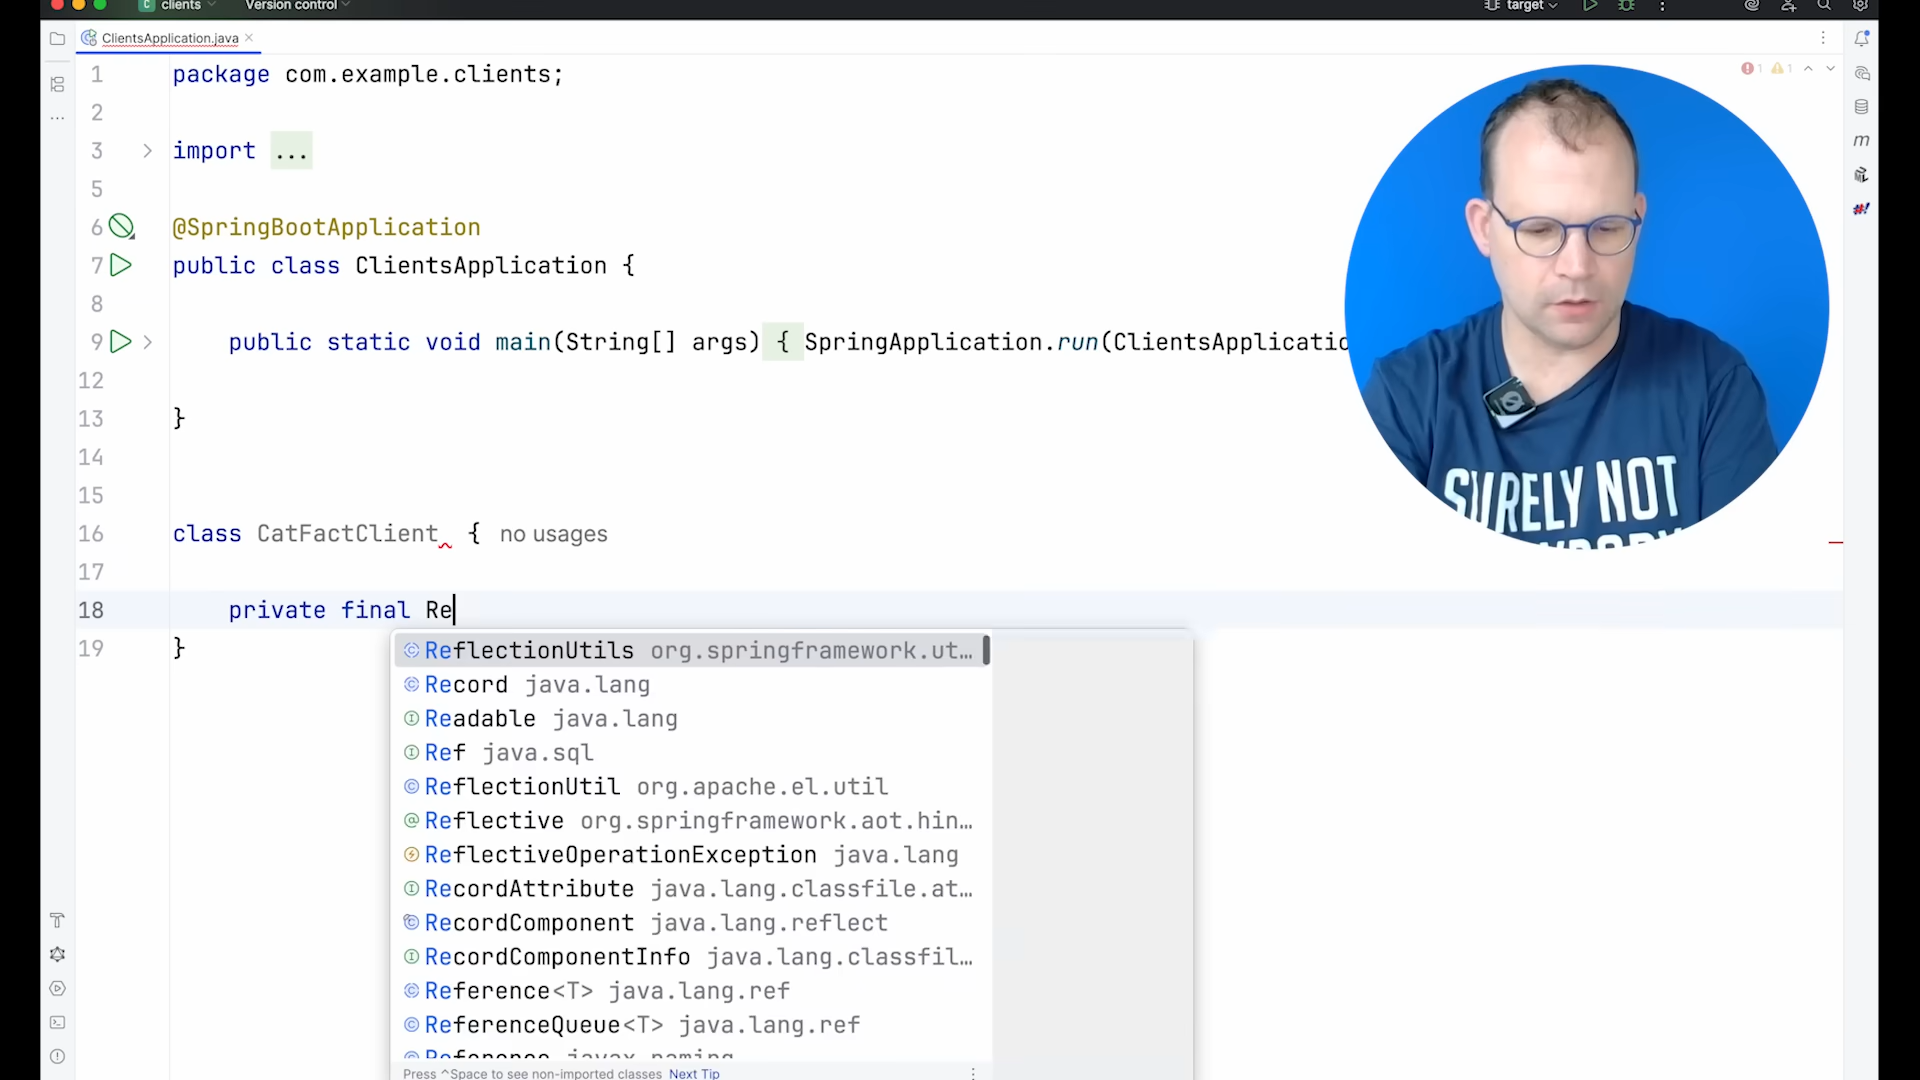 clients
Version control
target
ClientsApplication.java
1 package com.example.clients;
2
3 import ...
5
6 @SpringBootApplication
7 public class ClientsApplication {
8
9 public static void main(String[] args) { SpringApplication.run(ClientsApplicatio
12
13 }
14
15
16 class CatFactClient { no usages
17
18 private final Re
19 }
ReflectionUtils org.springframework.ut...
Record java.lang
Readable java.lang
Ref java.sql
ReflectionUtil org.apache.el.util
Reflective org.springframework.aot.hin...
ReflectiveOperationException java.lang
RecordAttribute java.lang.classfile.at...
RecordComponent java.lang.reflect
RecordComponentInfo java.lang.classfil...
Reference<T> java.lang.ref
ReferenceQueue<T> java.lang.ref
Reference javax.naming
Press ^Space to see non-imported classes Next Tip
1 1
m
SURELY NOT